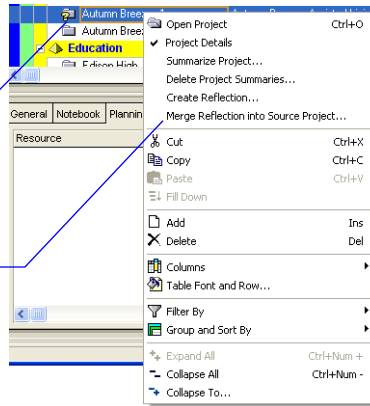 Autumn Bree
Autumn Bree
Education
Edison High
General Notebook Plannin
Resource
Open Project Ctrl+O
Project Details
Summarize Project...
Delete Project Summaries...
Create Reflection...
Merge Reflection into Source Project...
Cut Ctrl+X
Copy Ctrl+C
Paste Ctrl+V
Fill Down
Add Ins
Delete Del
Columns
Table Font and Row...
Filter By
Group and Sort By
Expand All Ctrl+Num +
Collapse All Ctrl+Num -
Collapse To...